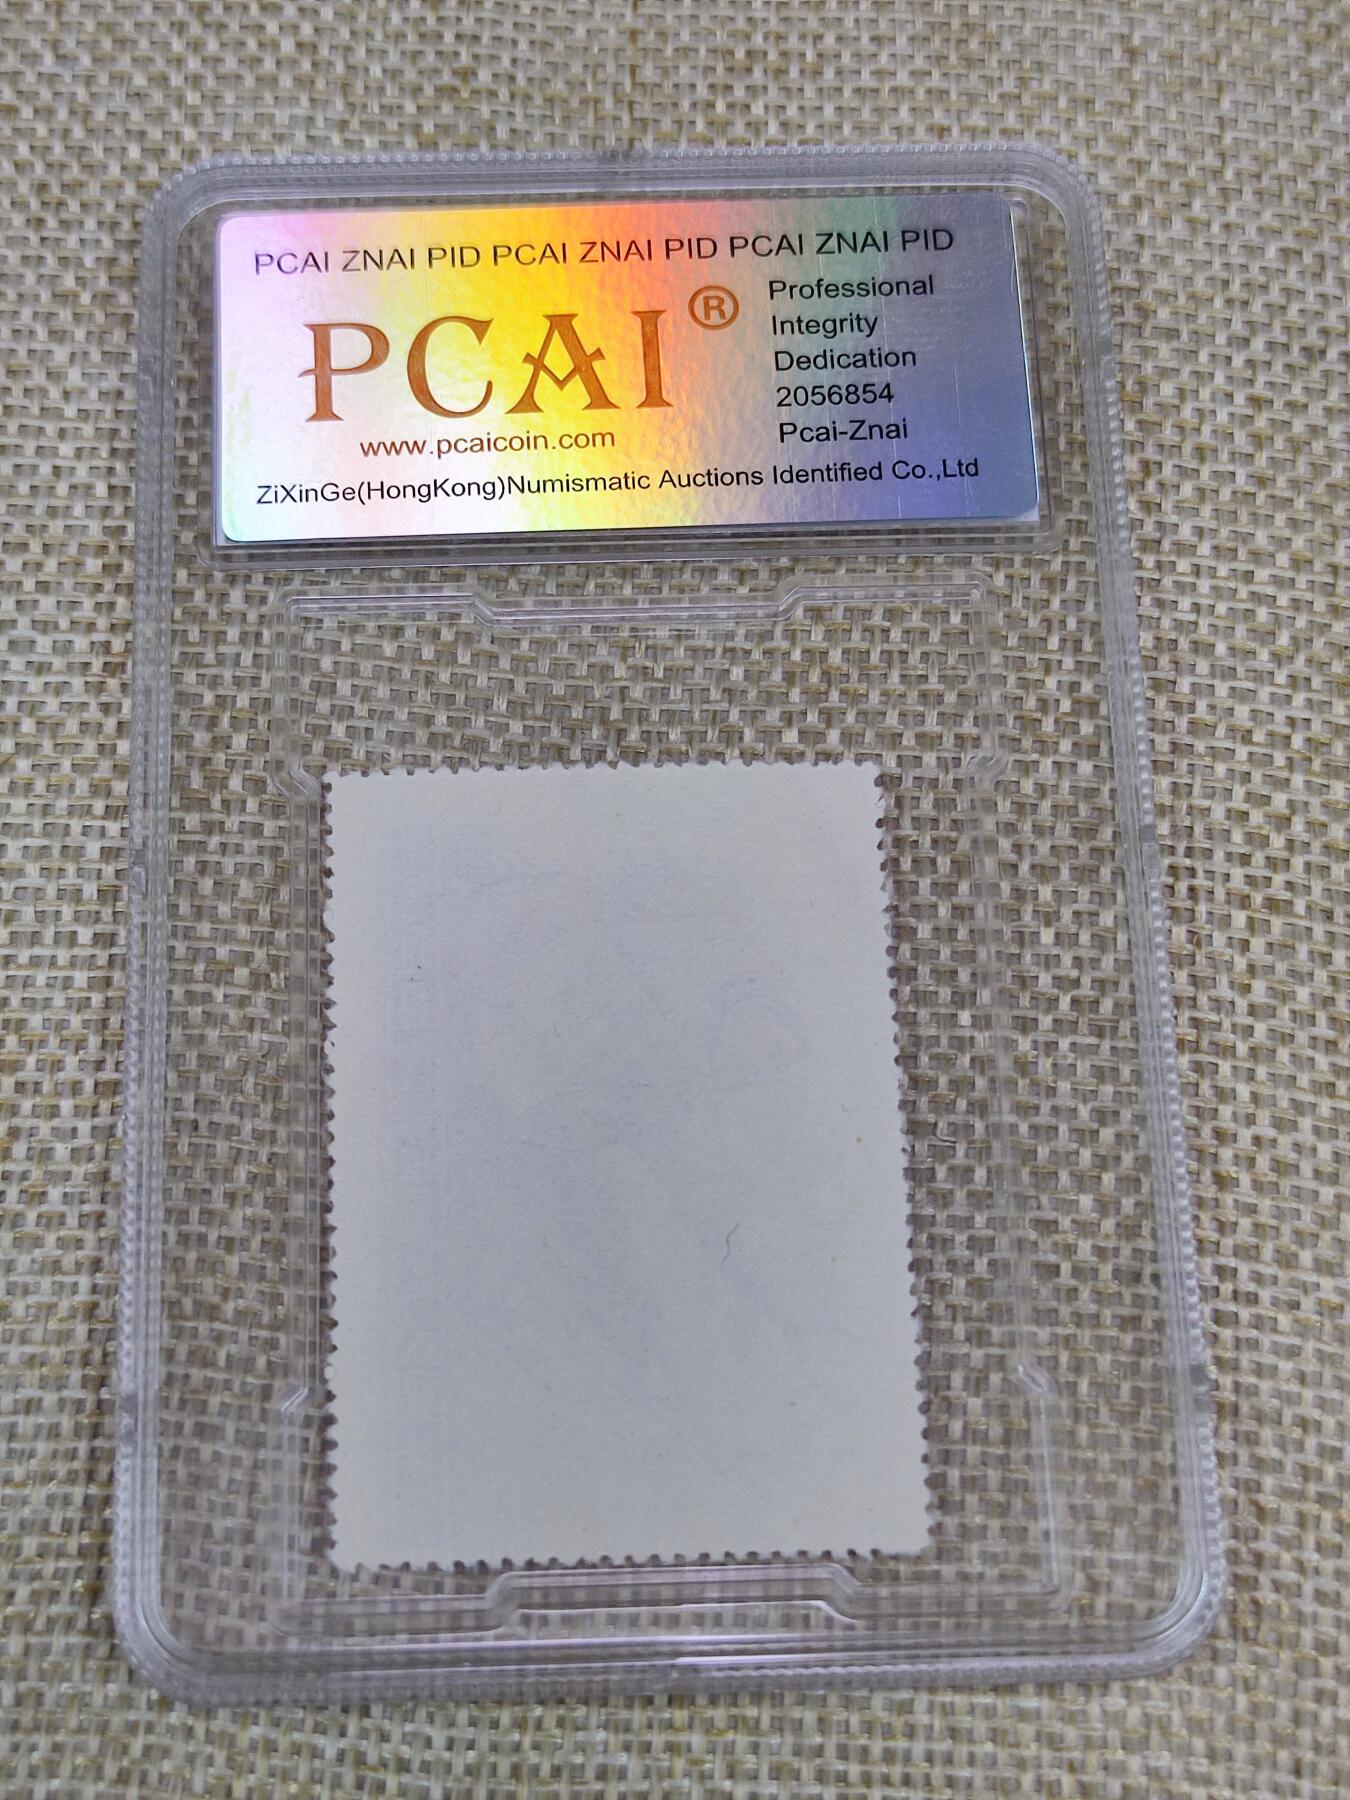 PCAI ZNAI PID PCAI ZNAI PID PCAI ZNAI PID
PCAI®
www.pcaicoin.com
Professional
Integrity
Dedication
2056854
Pcai-Znai
ZiXinGe(HongKong)Numismatic Auctions Identified Co.,Ltd